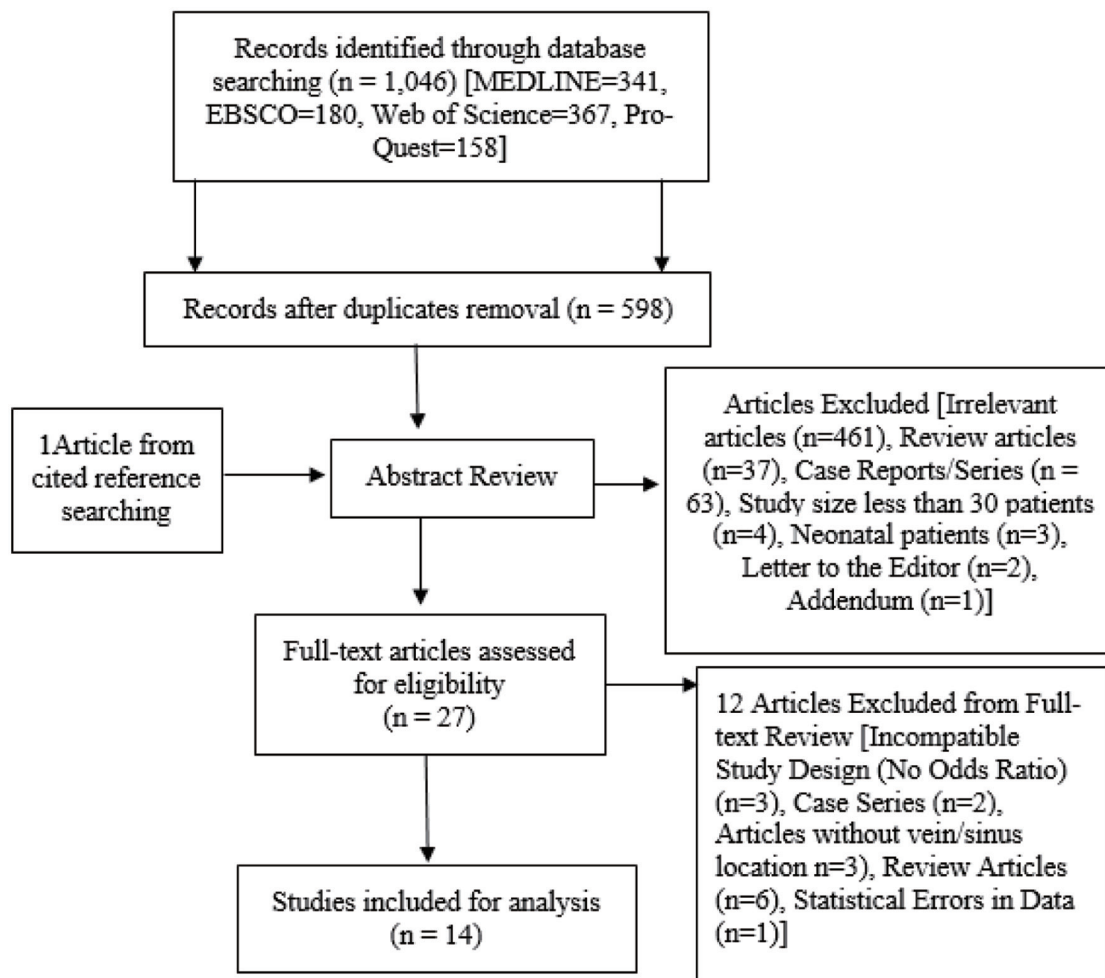 Records identified through database
searching (n = 1,046) [MEDLINE=341,
EBSCO=180, Web of Science=367, Pro-
Quest=158]
Records after duplicates removal (n = 598)
1Article from
cited reference
searching
Abstract Review
Articles Excluded [Irrelevant
articles (n=461), Review articles
(n=37), Case Reports/Series (n =
63), Study size less than 30 patients
(n=4), Neonatal patients (n=3),
Letter to the Editor (n=2),
Addendum (n=1)]
Full-text articles assessed
for eligibility
(n = 27)
12 Articles Excluded from Full-
text Review [Incompatible
Study Design (No Odds Ratio)
(n=3), Case Series (n=2),
Articles without vein/sinus
location n=3), Review Articles
(n=6), Statistical Errors in Data
(n=1)]
Studies included for analysis
(n = 14)